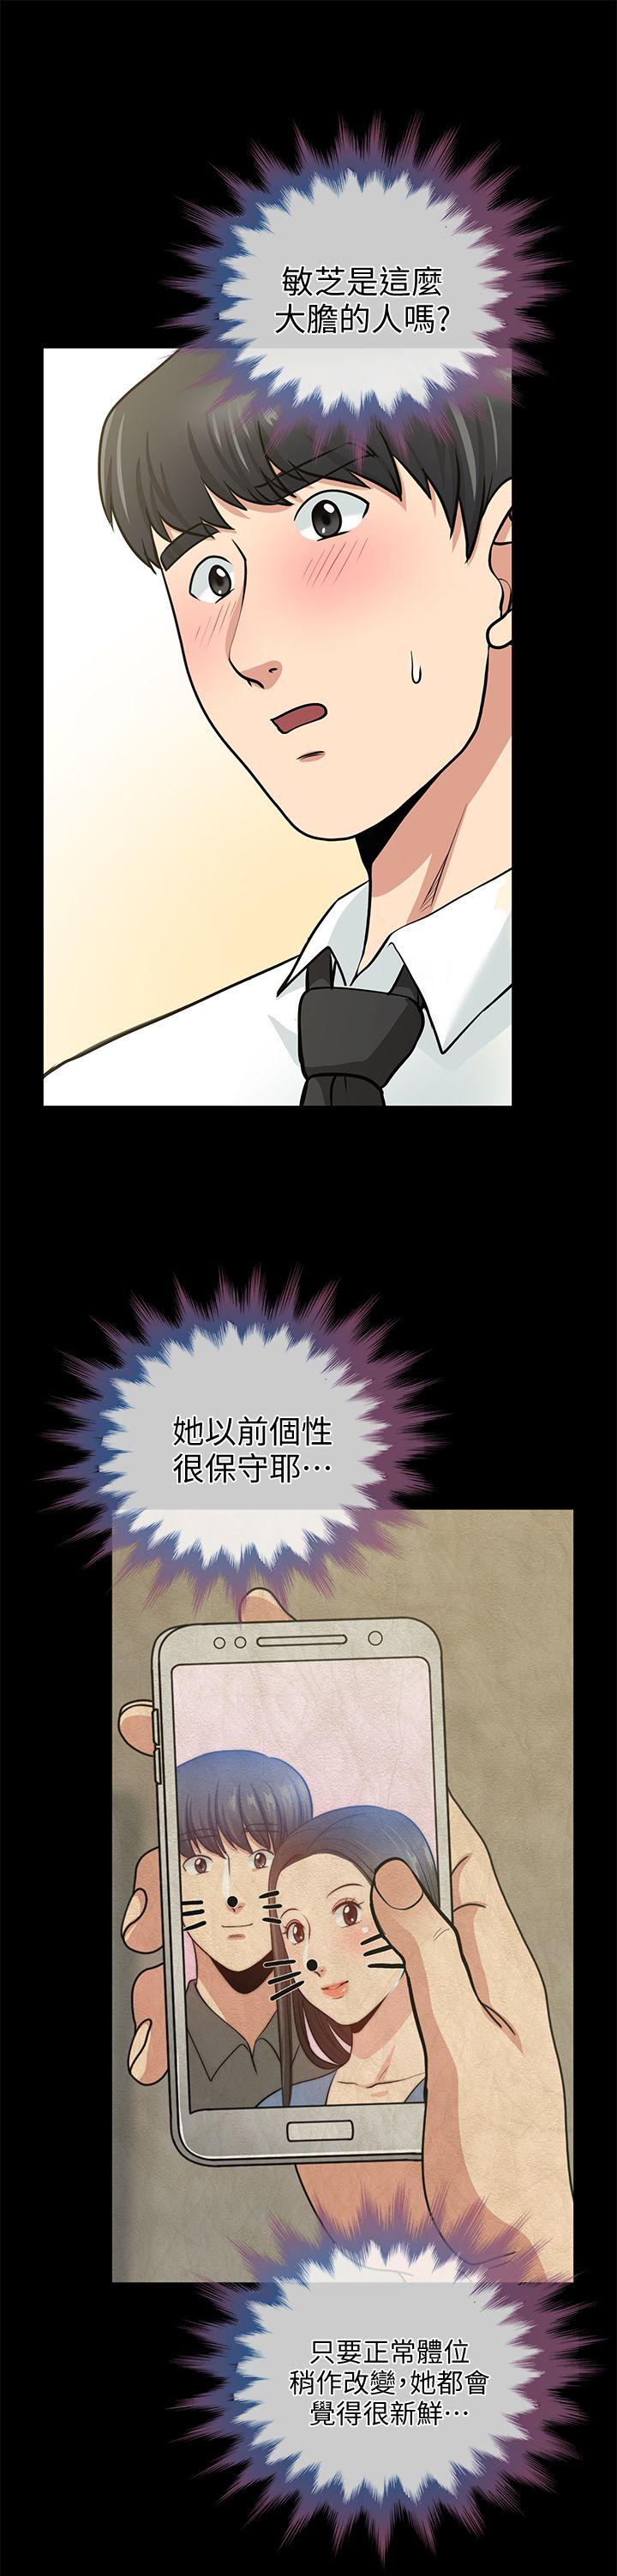 敏芝是這麼
大膽的人嗎?
她以前個性
很保守耶…
只要正常體位
稍作改變,她都會
覺得很新鮮…